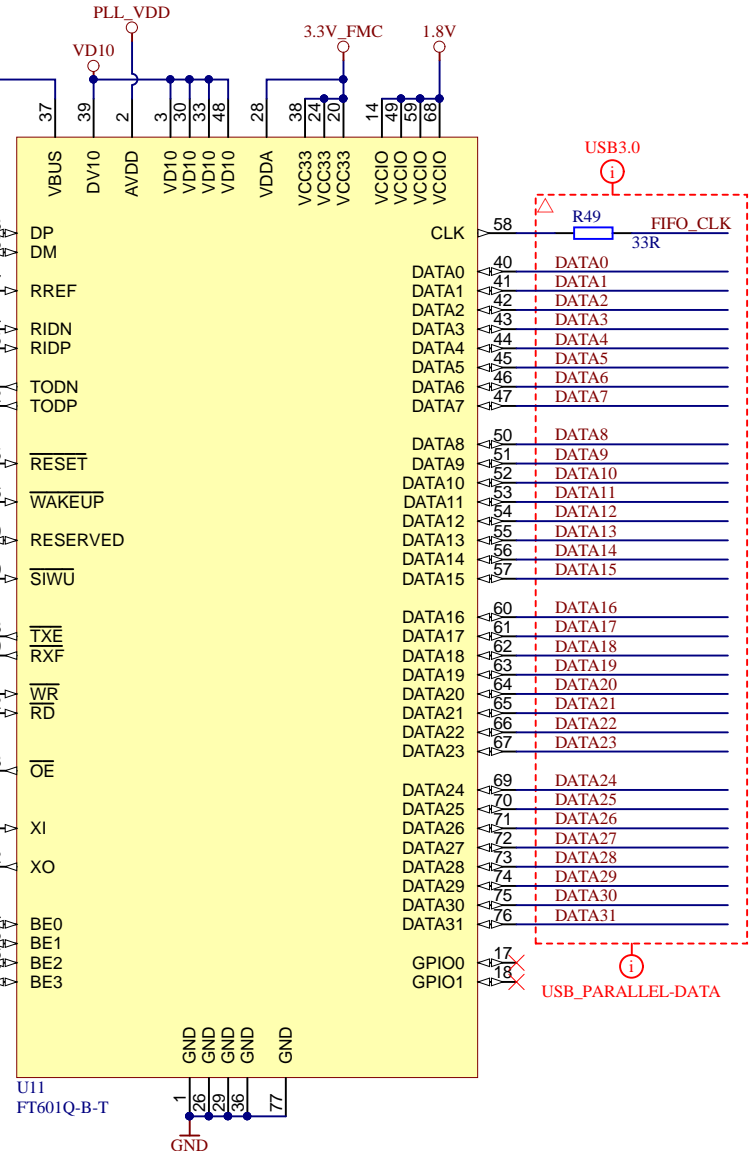 PLL_VDD
VD10
3.3V_FMC
1.8V
37
39
2
3
30
33
48
28
38
24
20
14
49
59
68
VBUS
DV10
AVDD
VD10
VD10
VD10
VD10
VDDA
VCC33
VCC33
VCC33
VCCIO
VCCIO
VCCIO
VCCIO
USB3.0
i
DP
DM
RREF
RIDN
RIDP
TODN
TODP
RESET
WAKEUP
RESERVED
SIWU
TXE
RXF
WR
RD
OE
XI
XO
BE0
BE1
BE2
BE3
CLK 58 R49 33R FIFO_CLK
DATA0 40 DATA0
DATA1 41 DATA1
DATA2 42 DATA2
DATA3 43 DATA3
DATA4 44 DATA4
DATA5 45 DATA5
DATA6 46 DATA6
DATA7 47 DATA7
DATA8 50 DATA8
DATA9 51 DATA9
DATA10 52 DATA10
DATA11 53 DATA11
DATA12 54 DATA12
DATA13 55 DATA13
DATA14 56 DATA14
DATA15 57 DATA15
DATA16 60 DATA16
DATA17 61 DATA17
DATA18 62 DATA18
DATA19 63 DATA19
DATA20 64 DATA20
DATA21 65 DATA21
DATA22 66 DATA22
DATA23 67 DATA23
DATA24 69 DATA24
DATA25 70 DATA25
DATA26 71 DATA26
DATA27 72 DATA27
DATA28 73 DATA28
DATA29 74 DATA29
DATA30 75 DATA30
DATA31 76 DATA31
GPIO0 17
GPIO1 18
i
USB_PARALLEL-DATA
GND
GND
GND
GND
GND
1
26
29
36
77
U11
FT601Q-B-T
GND